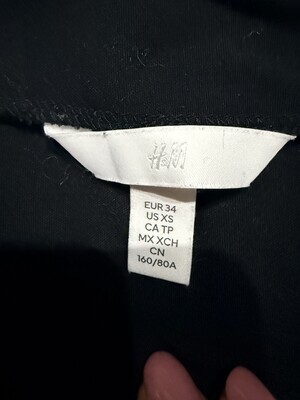 H&M
EUR 34
US XS
CA TP
MX XCH
CN
160/80A